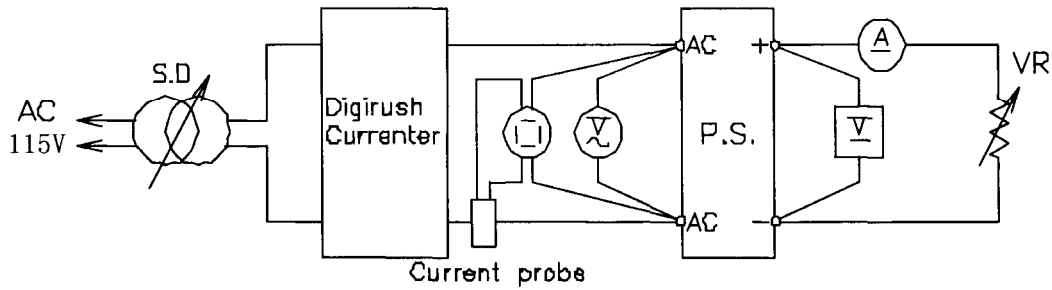 S.D
AC
115V
Digirush
Currenter
Current probe
V
AC
AC
P.S.
+
−
A
V
VR